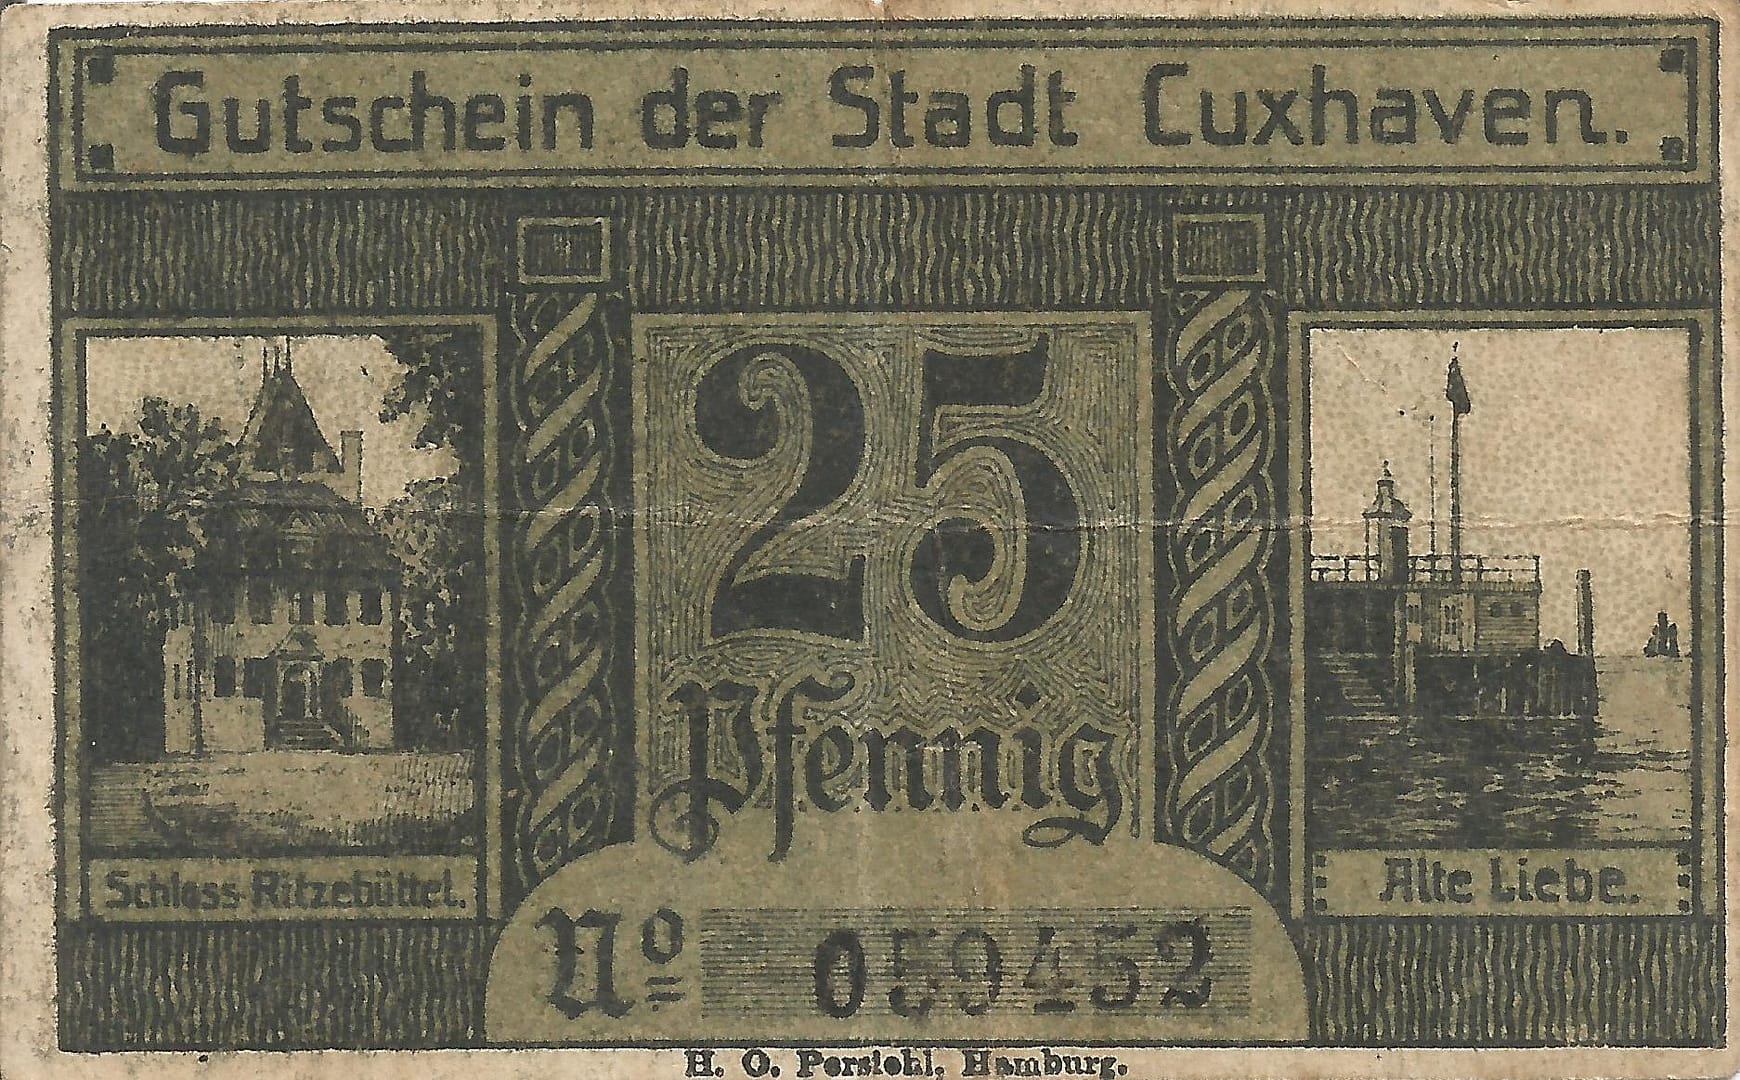 Gutschein der Stadt Cuxhaven.
25
Pfennig
Schloss Ritzebüttel.
Alte Liebe.
No 059452
H. O. Persiehl, Hamburg.